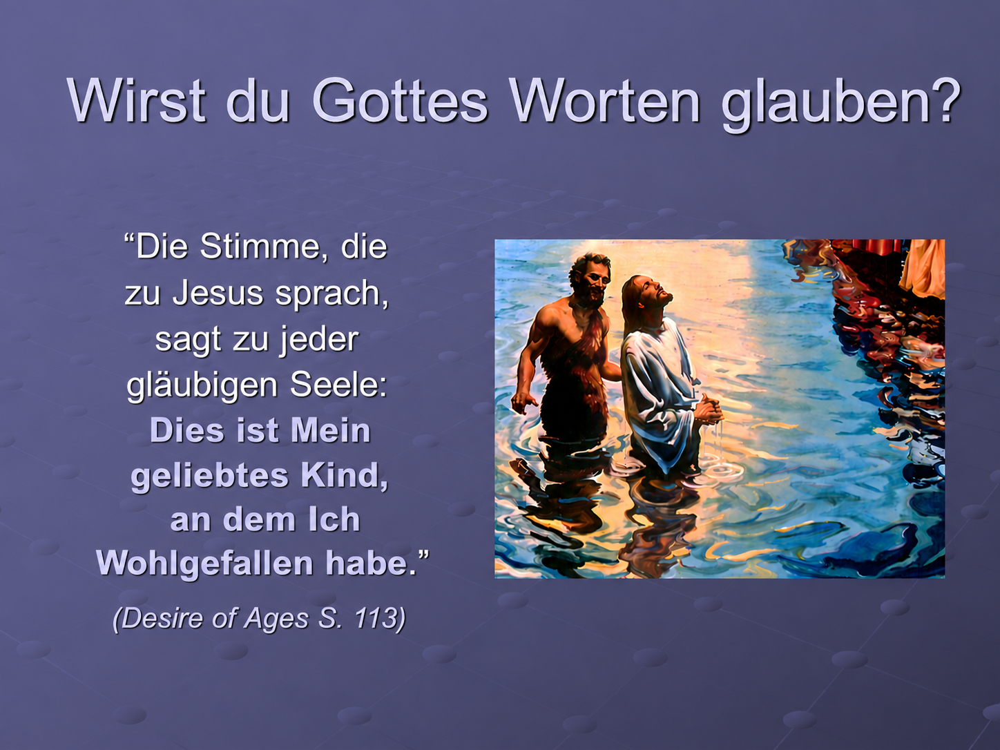 Wirst du Gottes Worten glauben?
“Die Stimme, die
zu Jesus sprach,
sagt zu jeder
gläubigen Seele:
Dies ist Mein
geliebtes Kind,
an dem Ich
Wohlgefallen habe.”
(Desire of Ages S. 113)